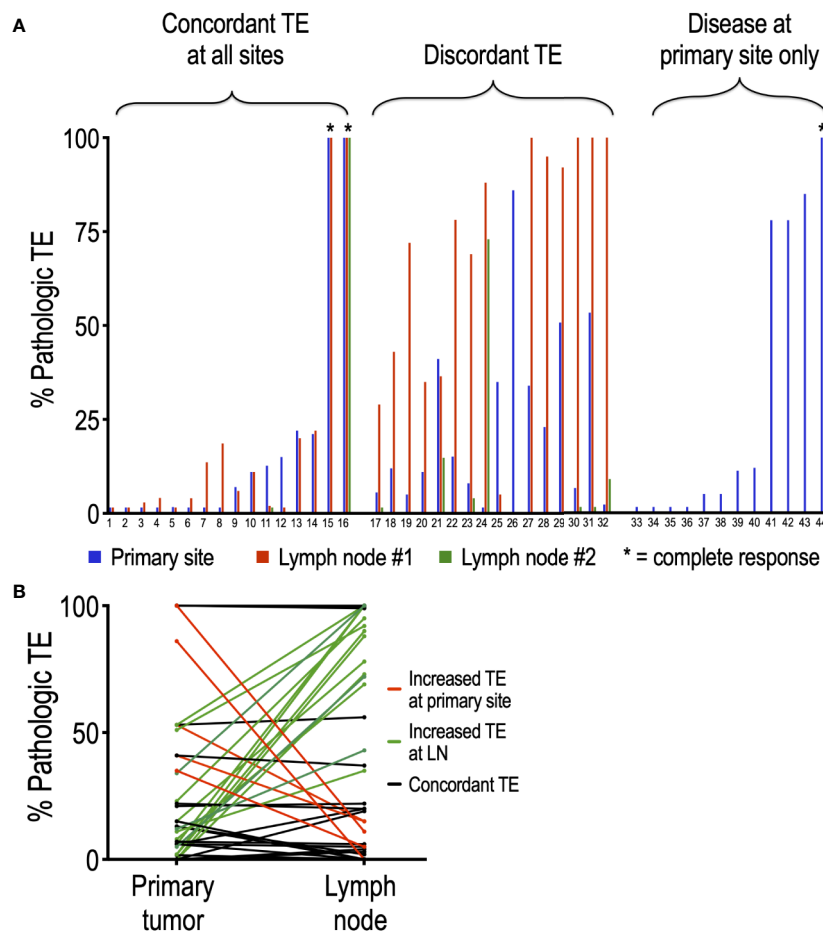 A
Concordant TE
at all sites
Discordant TE
Disease at
primary site only
* * *
100
75
50
25
0
% Pathologic TE
1 2 3 4 5 6 7 8 9 10 11 12 13 14 15 16 17 18 19 20 21 22 23 24 25 26 27 28 29 30 31 32 33 34 35 36 37 38 39 40 41 42 43 44
Primary site Lymph node #1 Lymph node #2 * = complete response
B
100
50
0
% Pathologic TE
Increased TE
at primary site
Increased TE
at LN
Concordant TE
Primary
tumor
Lymph
node